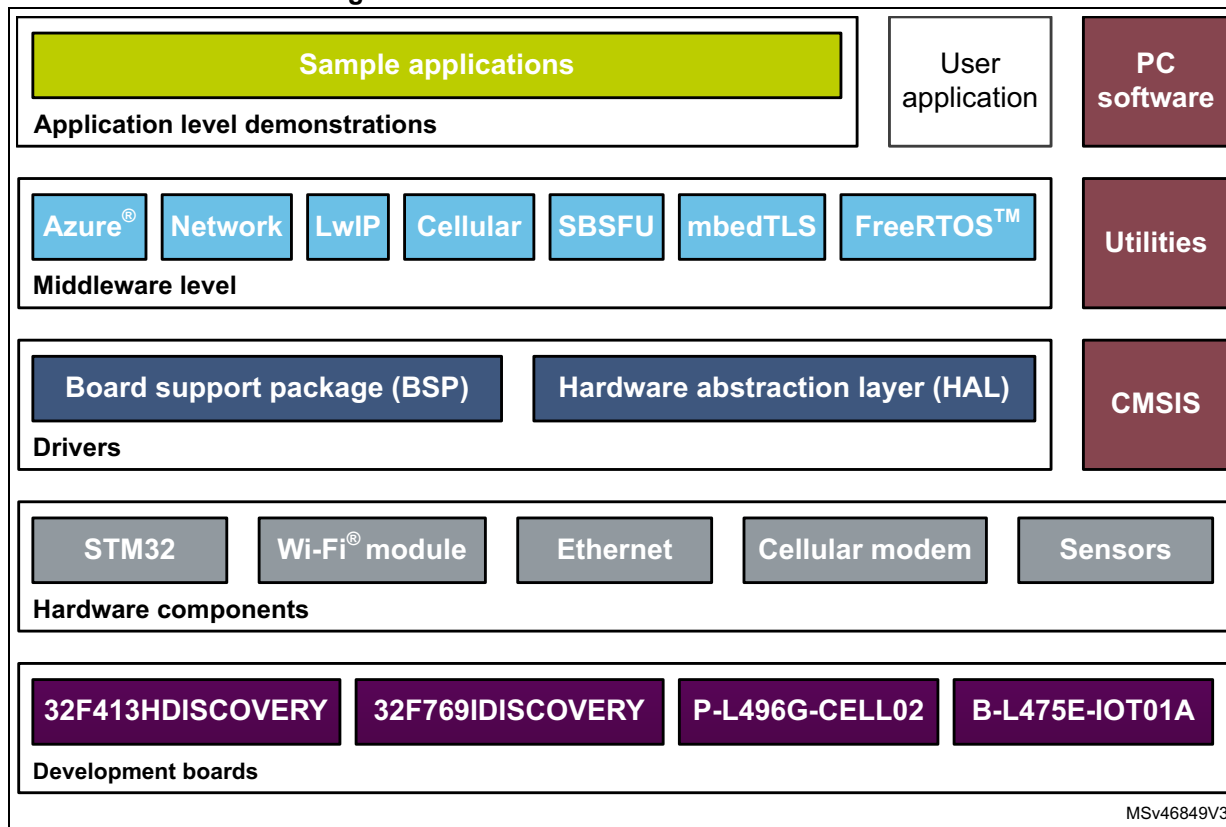 Sample applications
Application level demonstrations
User
application
PC
software
Azure® Network LwIP Cellular SBSFU mbedTLS FreeRTOS™
Middleware level
Utilities
Board support package (BSP) Hardware abstraction layer (HAL)
Drivers
CMSIS
STM32 Wi-Fi® module Ethernet Cellular modem Sensors
Hardware components
32F413HDISCOVERY 32F769IDISCOVERY P-L496G-CELL02 B-L475E-IOT01A
Development boards
MSv46849V3